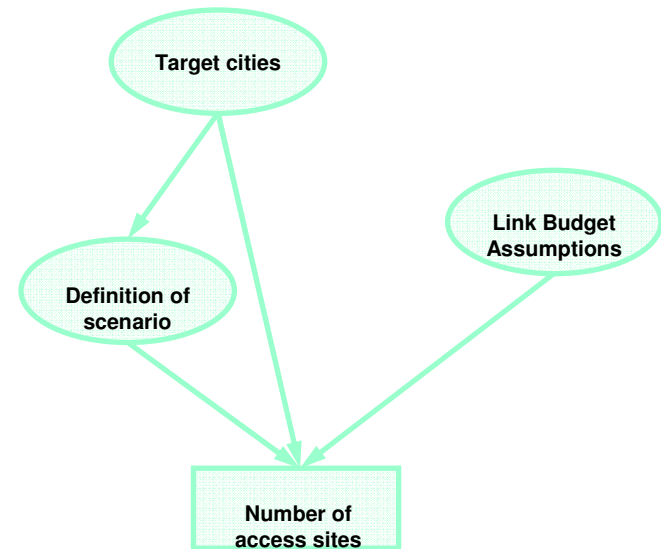 Target cities
Link Budget
Assumptions
Definition of
scenario
Number of
access sites